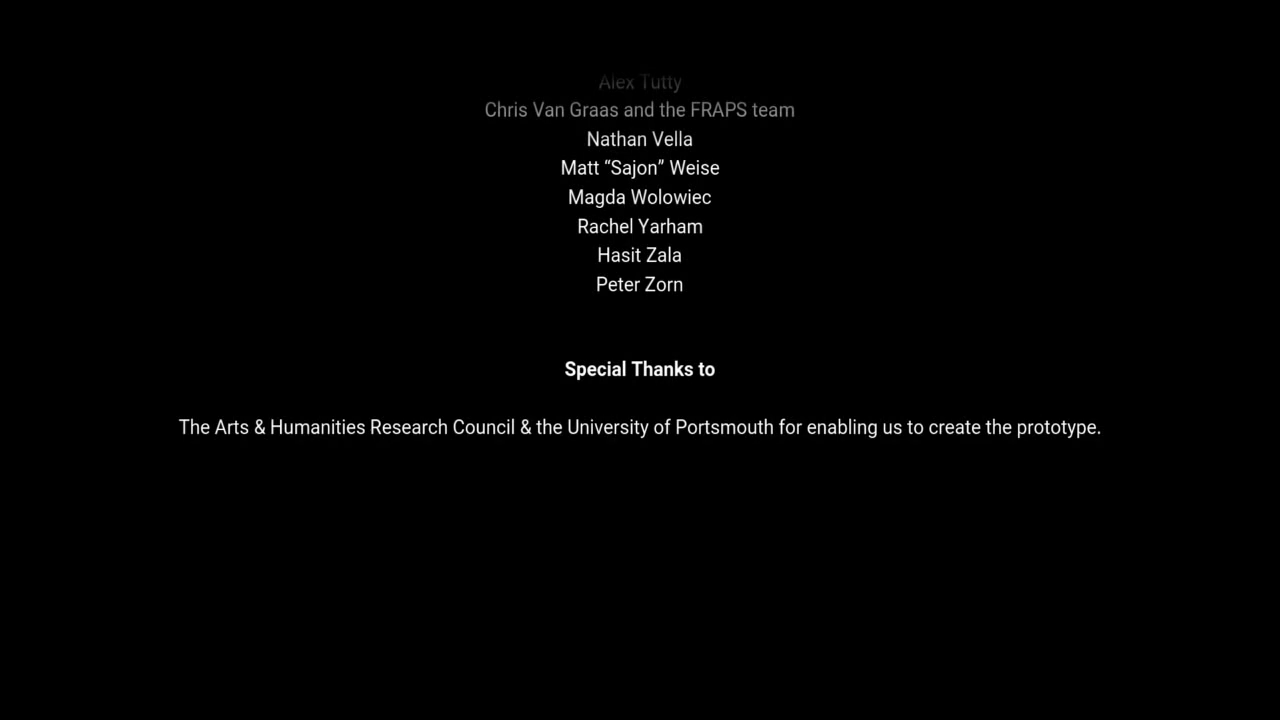 Alex Tutty
Chris Van Graas and the FRAPS team
Nathan Vella
Matt “Sajon” Weise
Magda Wolowiec
Rachel Yarham
Hasit Zala
Peter Zorn
Special Thanks to
The Arts & Humanities Research Council & the University of Portsmouth for enabling us to create the prototype.